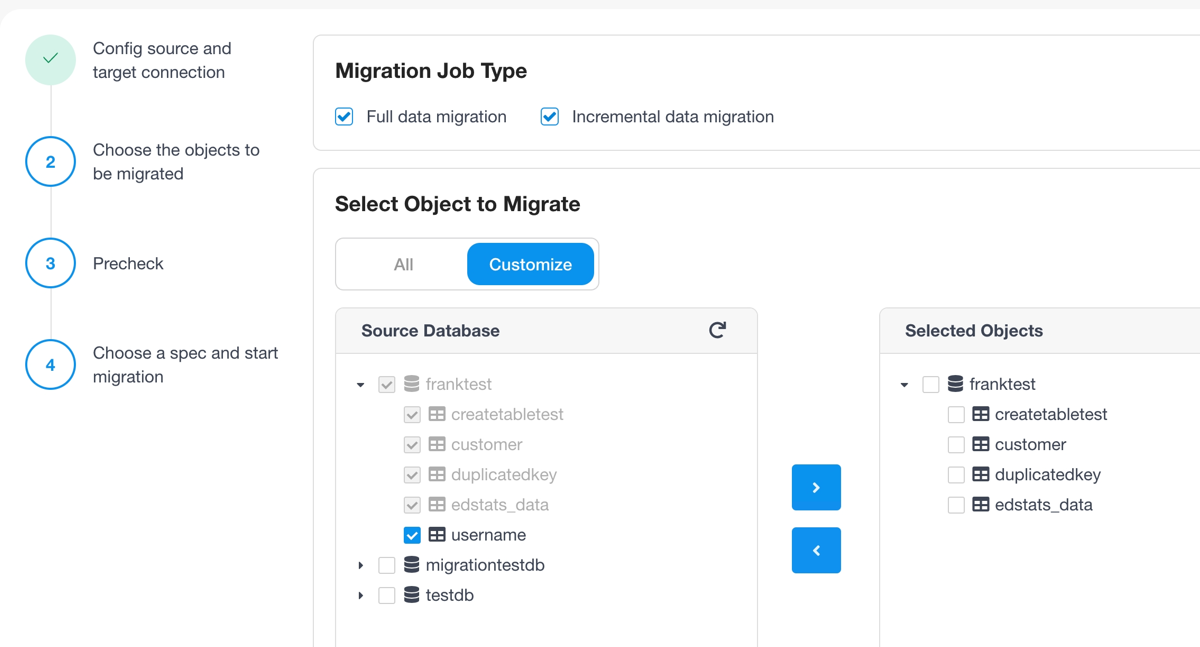 Config source and
target connection
2
Choose the objects to
be migrated
3
Precheck
4
Choose a spec and start
migration
Migration Job Type
Full data migration
Incremental data migration
Select Object to Migrate
All
Customize
Source Database
franktest
createtabletest
customer
duplicatedkey
edstats_data
username
migrationtestdb
testdb
Selected Objects
franktest
createtabletest
customer
duplicatedkey
edstats_data